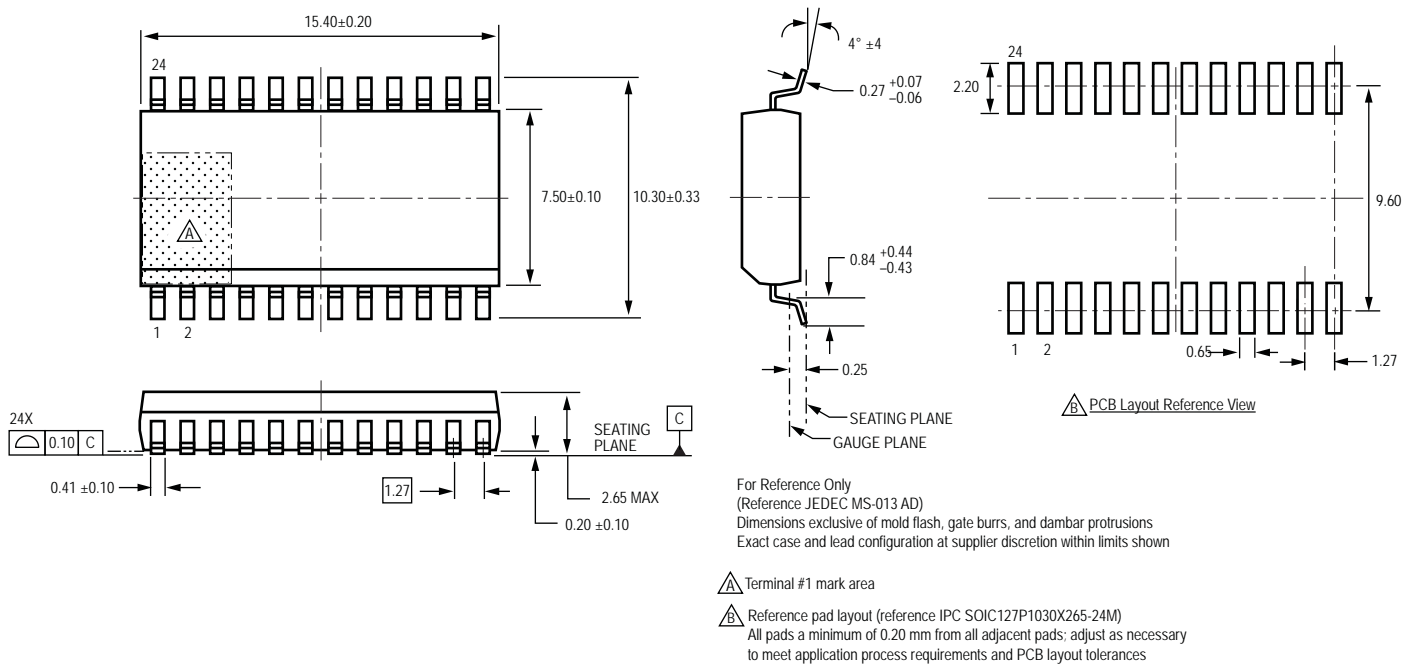 15.40±0.20
24
7.50±0.10
10.30±0.33
A
1 2
4° ±4
0.27 +0.07 –0.06
0.84 +0.44 –0.43
0.25
SEATING PLANE
GAUGE PLANE
24
2.20
9.60
1 2
0.65
1.27
B PCB Layout Reference View
24X
0.10 C
SEATING
PLANE
C
0.41 ±0.10
1.27
2.65 MAX
0.20 ±0.10
For Reference Only
(Reference JEDEC MS-013 AD)
Dimensions exclusive of mold flash, gate burrs, and dambar protrusions
Exact case and lead configuration at supplier discretion within limits shown
A Terminal #1 mark area
B Reference pad layout (reference IPC SOIC127P1030X265-24M)
All pads a minimum of 0.20 mm from all adjacent pads; adjust as necessary
to meet application process requirements and PCB layout tolerances